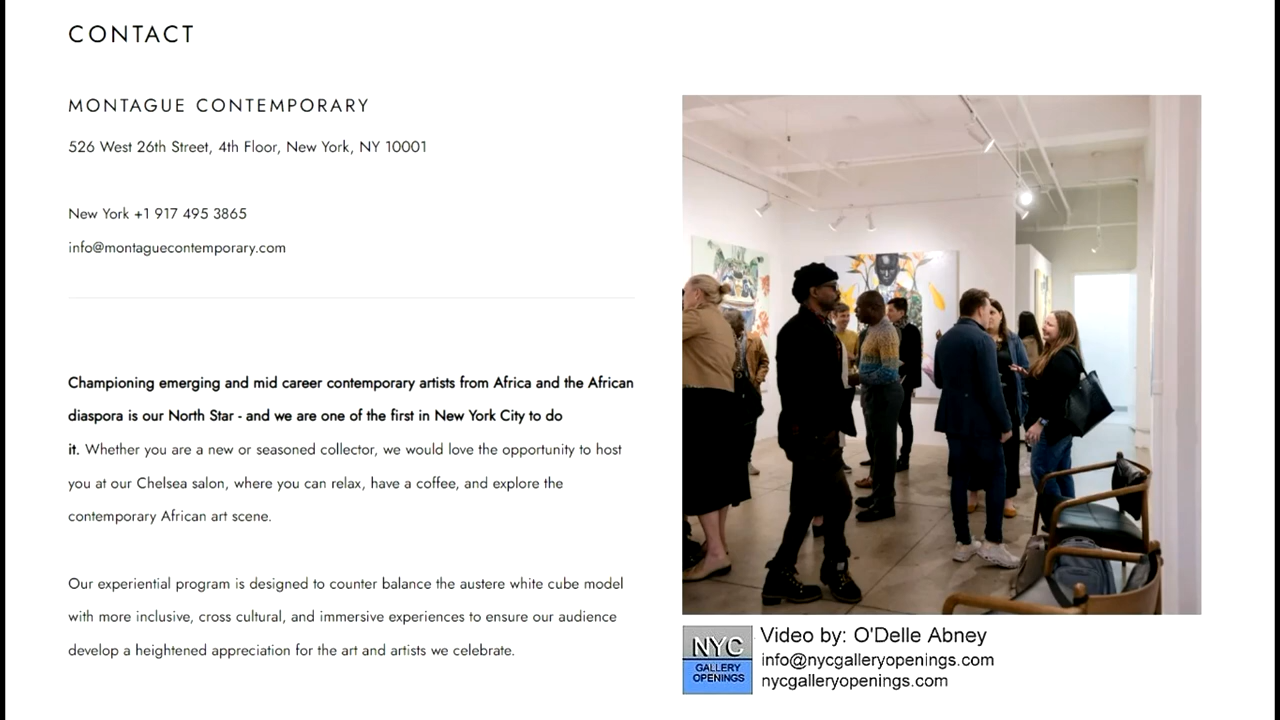 CONTACT
MONTAGUE CONTEMPORARY
526 West 26th Street, 4th Floor, New York, NY 10001
New York +1 917 495 3865
info@montaguecontemporary.com
Championing emerging and mid career contemporary artists from Africa and the African
diaspora is our North Star - and we are one of the first in New York City to do
it. Whether you are a new or seasoned collector, we would love the opportunity to host
you at our Chelsea salon, where you can relax, have a coffee, and explore the
contemporary African art scene.
Our experiential program is designed to counter balance the austere white cube model
with more inclusive, cross cultural, and immersive experiences to ensure our audience
develop a heightened appreciation for the art and artists we celebrate.
NYC
GALLERY
OPENINGS
Video by: O'Delle Abney
info@nycgalleryopenings.com
nycgalleryopenings.com